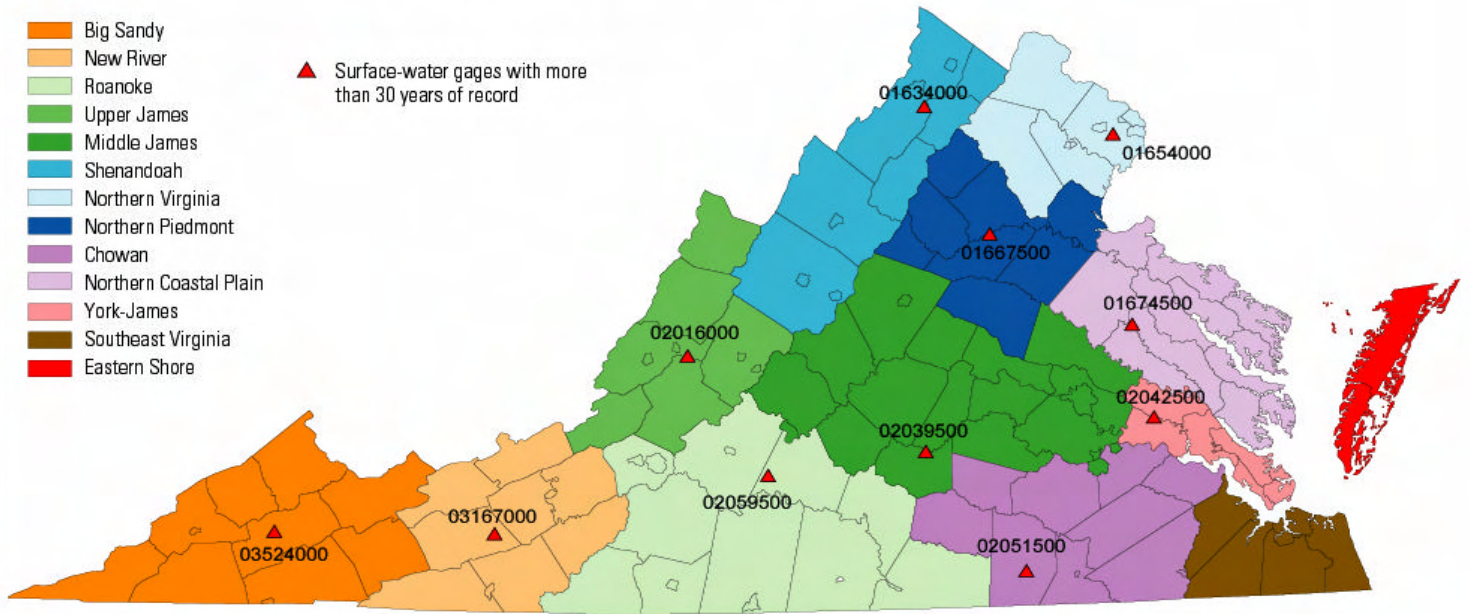 Big Sandy
New River
Roanoke
Upper James
Middle James
Shenandoah
Northern Virginia
Northern Piedmont
Chowan
Northern Coastal Plain
York-James
Southeast Virginia
Eastern Shore
Surface-water gages with more
than 30 years of record
01634000
01654000
01667500
01674500
02016000
02042500
02039500
02059500
03167000
03524000
02051500